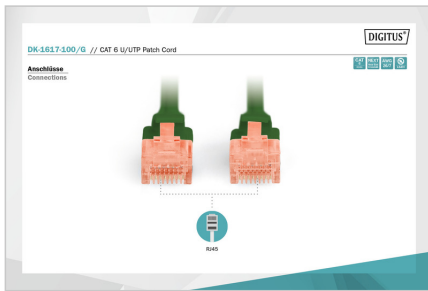 DIGITUS®
DK-1617-100/G // CAT 6 U/UTP Patch Cord
Anschlüsse
Connections
RJ45